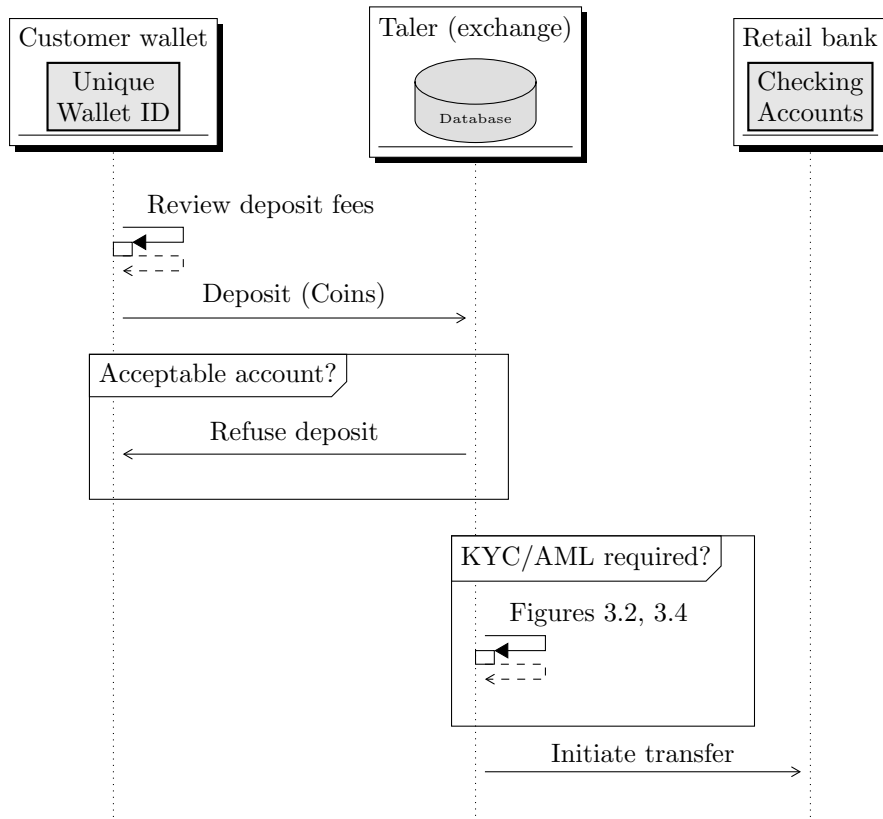 Customer wallet
Unique
Wallet ID
Taler (exchange)
Database
Retail bank
Checking
Accounts
Review deposit fees
Deposit (Coins)
Acceptable account?
Refuse deposit
KYC/AML required?
Figures 3.2, 3.4
Initiate transfer